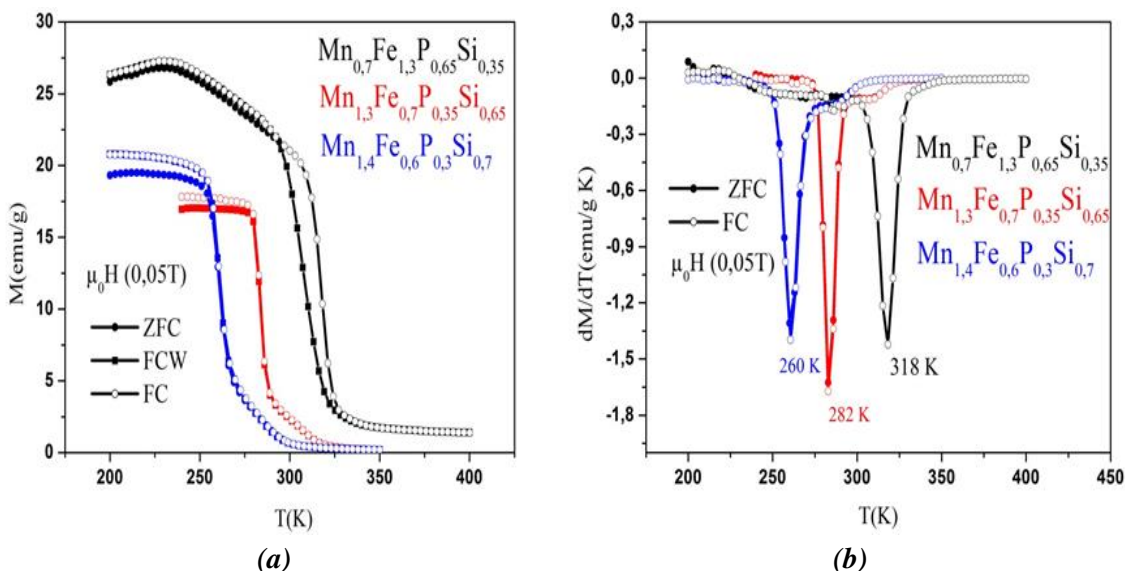 Mn0,7Fe1,3P0,65Si0,35
Mn1,3Fe0,7P0,35Si0,65
Mn1,4Fe0,6P0,3Si0,7
μ0H (0,05T)
ZFC
FCW
FC
M(emu/g)
30
25
20
15
10
5
0
200 250 300 350 400
T(K)
(a)
0,3
0,0
-0,3
-0,6
-0,9
-1,2
-1,5
-1,8
dM/dT(emu/g K)
ZFC
FC
μ0H (0,05T)
Mn0,7Fe1,3P0,65Si0,35
Mn1,3Fe0,7P0,35Si0,65
Mn1,4Fe0,6P0,3Si0,7
260 K
282 K
318 K
200 250 300 350 400 450
T(K)
(b)